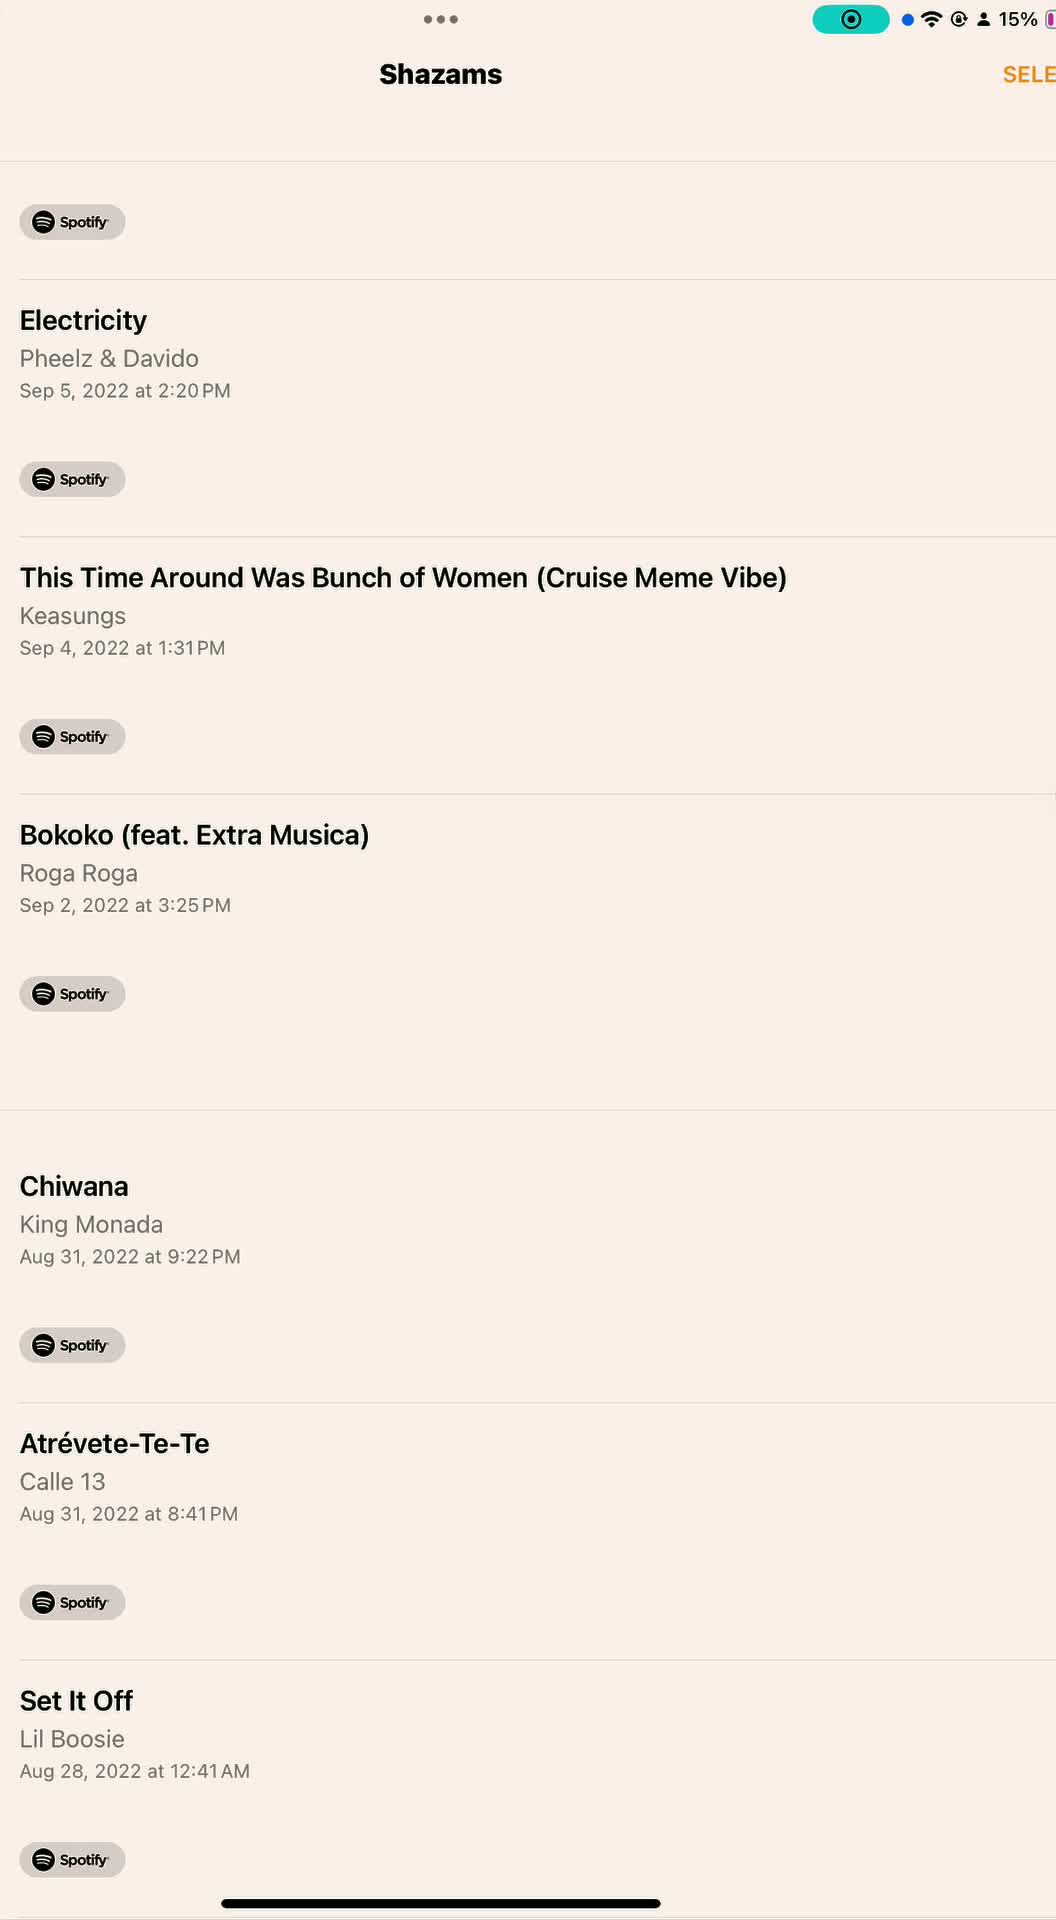 15%
Shazams
SELE
Spotify
Electricity
Pheelz & Davido
Sep 5, 2022 at 2:20 PM
Spotify
This Time Around Was Bunch of Women (Cruise Meme Vibe)
Keasungs
Sep 4, 2022 at 1:31 PM
Spotify
Bokoko (feat. Extra Musica)
Roga Roga
Sep 2, 2022 at 3:25 PM
Spotify
Chiwana
King Monada
Aug 31, 2022 at 9:22 PM
Spotify
Atrévete-Te-Te
Calle 13
Aug 31, 2022 at 8:41 PM
Spotify
Set It Off
Lil Boosie
Aug 28, 2022 at 12:41 AM
Spotify